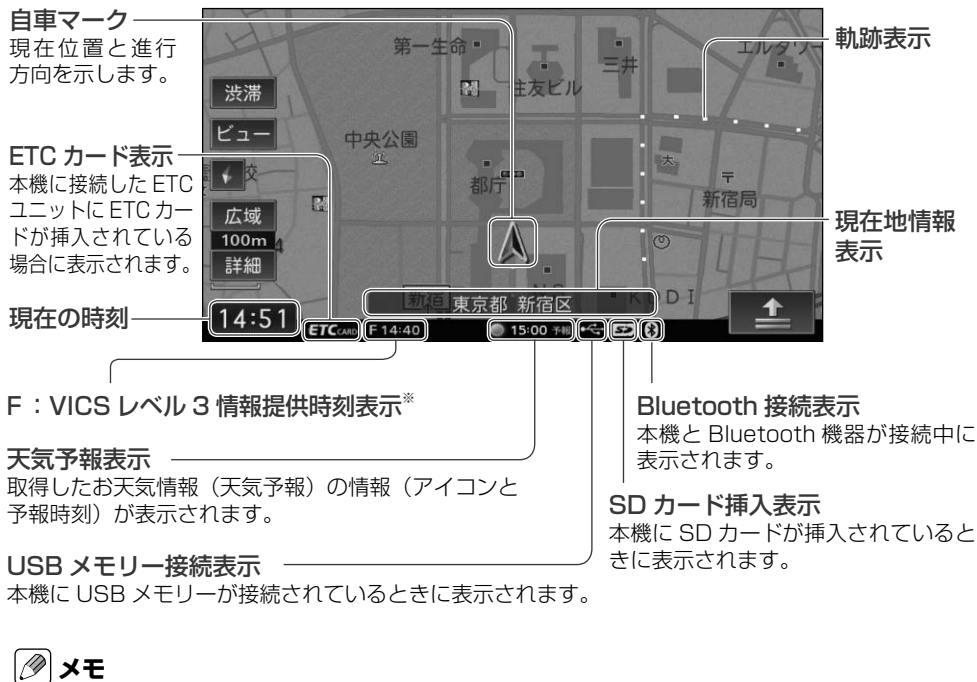 自車マーク
現在位置と進行
方向を示します。
ETC カード表示
本機に接続した ETC
ユニットに ETC カー
ドが挿入されている
場合に表示されます。
現在の時刻
第一生命
三井
エルタワー
住友ビル
渋滞
ビュー
中央公園
校
都庁
大
〒
新宿局
広域
100m
4
詳細
新宿
KDDI
東京都 新宿区
14:51
ETC CARD
F 14:40
15:00 予報
SD
軌跡表示
現在地情報
表示
F：VICS レベル 3 情報提供時刻表示※
天気予報表示
取得したお天気情報（天気予報）の情報（アイコンと
予報時刻）が表示されます。
USB メモリー接続表示
本機に USB メモリーが接続されているときに表示されます。
Bluetooth 接続表示
本機と Bluetooth 機器が接続中に
表示されます。
SD カード挿入表示
本機に SD カードが挿入されていると
きに表示されます。
メモ